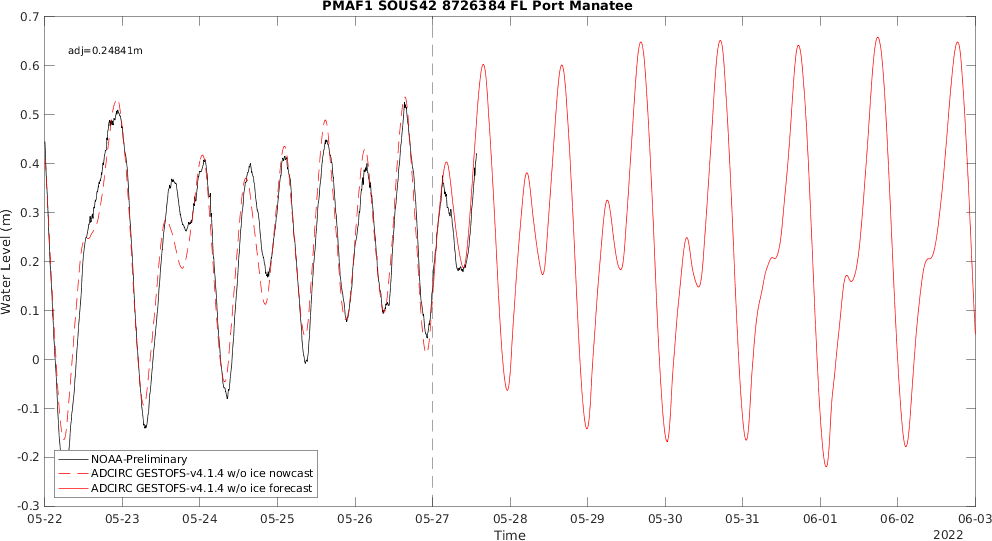 PMAF1 SOUS42 8726384 FL Port Manatee
0.7
adj=0.24841m
0.6
0.5
0.4
0.3
0.2
0.1
0
-0.1
-0.2
-0.3
Water Level (m)
NOAA-Preliminary
ADCIRC GESTOFS-v4.1.4 w/o ice nowcast
ADCIRC GESTOFS-v4.1.4 w/o ice forecast
05-22 05-23 05-24 05-25 05-26 05-27 05-28 05-29 05-30 05-31 06-01 06-02 06-03
Time
2022